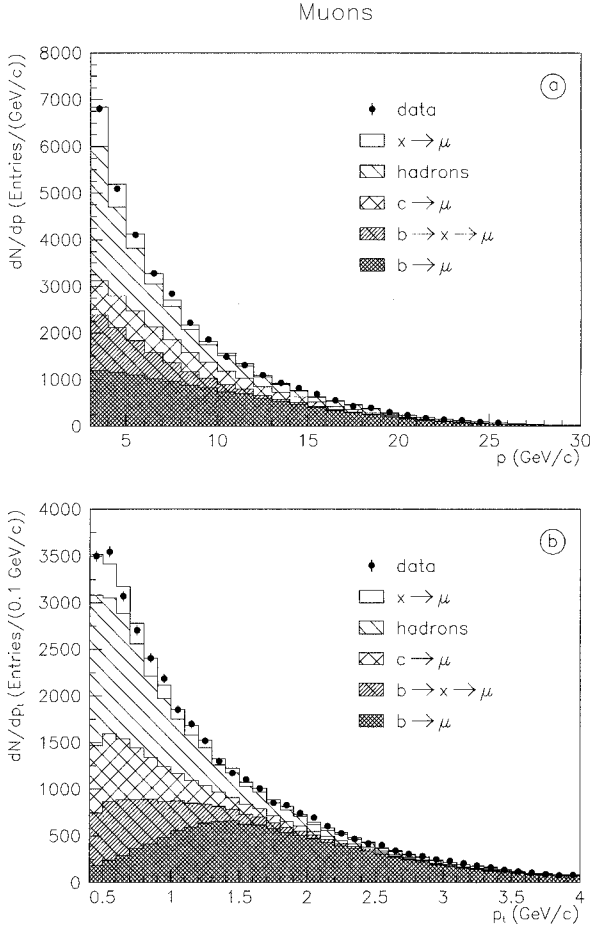 Muons
dN/dp (Entries/(GeV/c))
8000
7000
6000
5000
4000
3000
2000
1000
0
a
data
x → μ
hadrons
c → μ
b → x → μ
b → μ
5 10 15 20 25 30
p (GeV/c)
dN/dpₜ (Entries/(0.1 GeV/c))
4000
3500
3000
2500
2000
1500
1000
500
0
b
data
x → μ
hadrons
c → μ
b → x → μ
b → μ
0.5 1 1.5 2 2.5 3 3.5 4
pₜ (GeV/c)